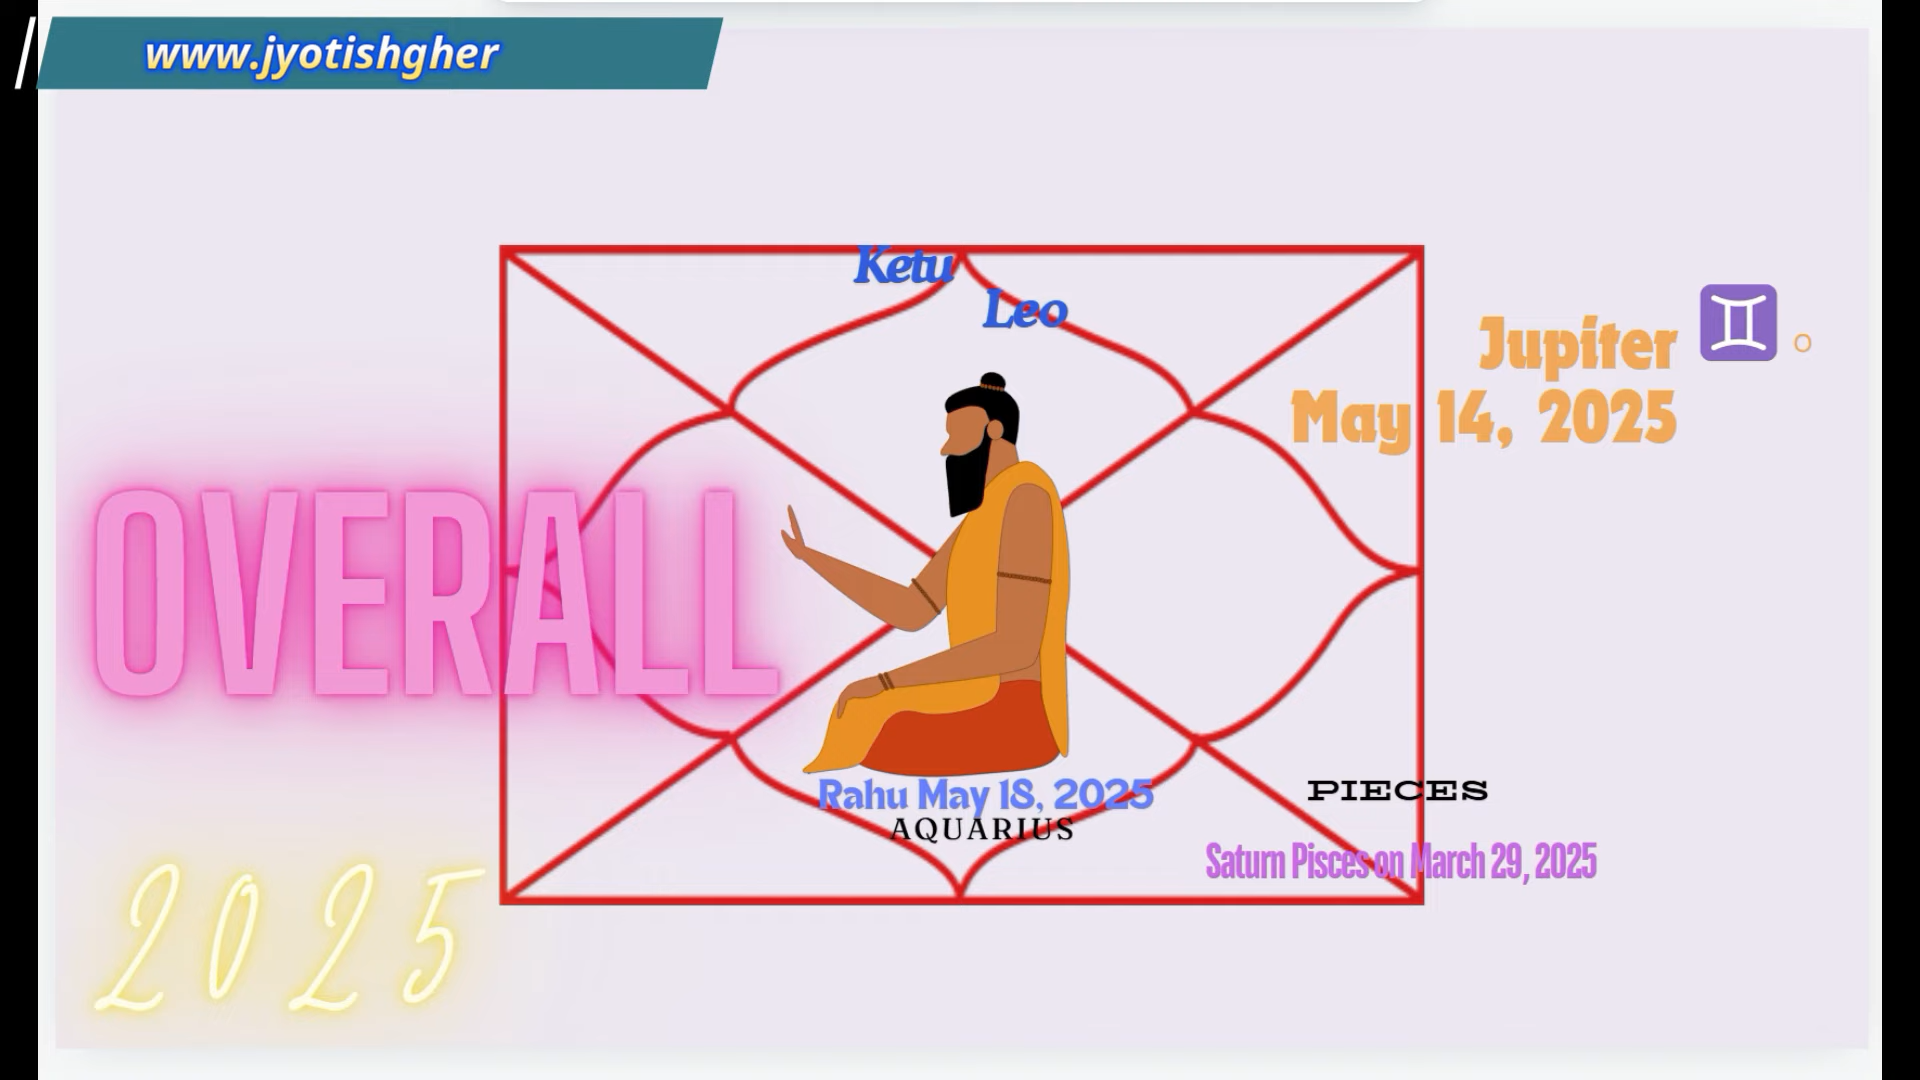 www.jyotishgher
Ketu
Leo
Jupiter ♊ o
May 14, 2025
OVERALL
Rahu May 18, 2025
AQUARIUS
PIECES
Saturn Pisces on March 29, 2025
2025